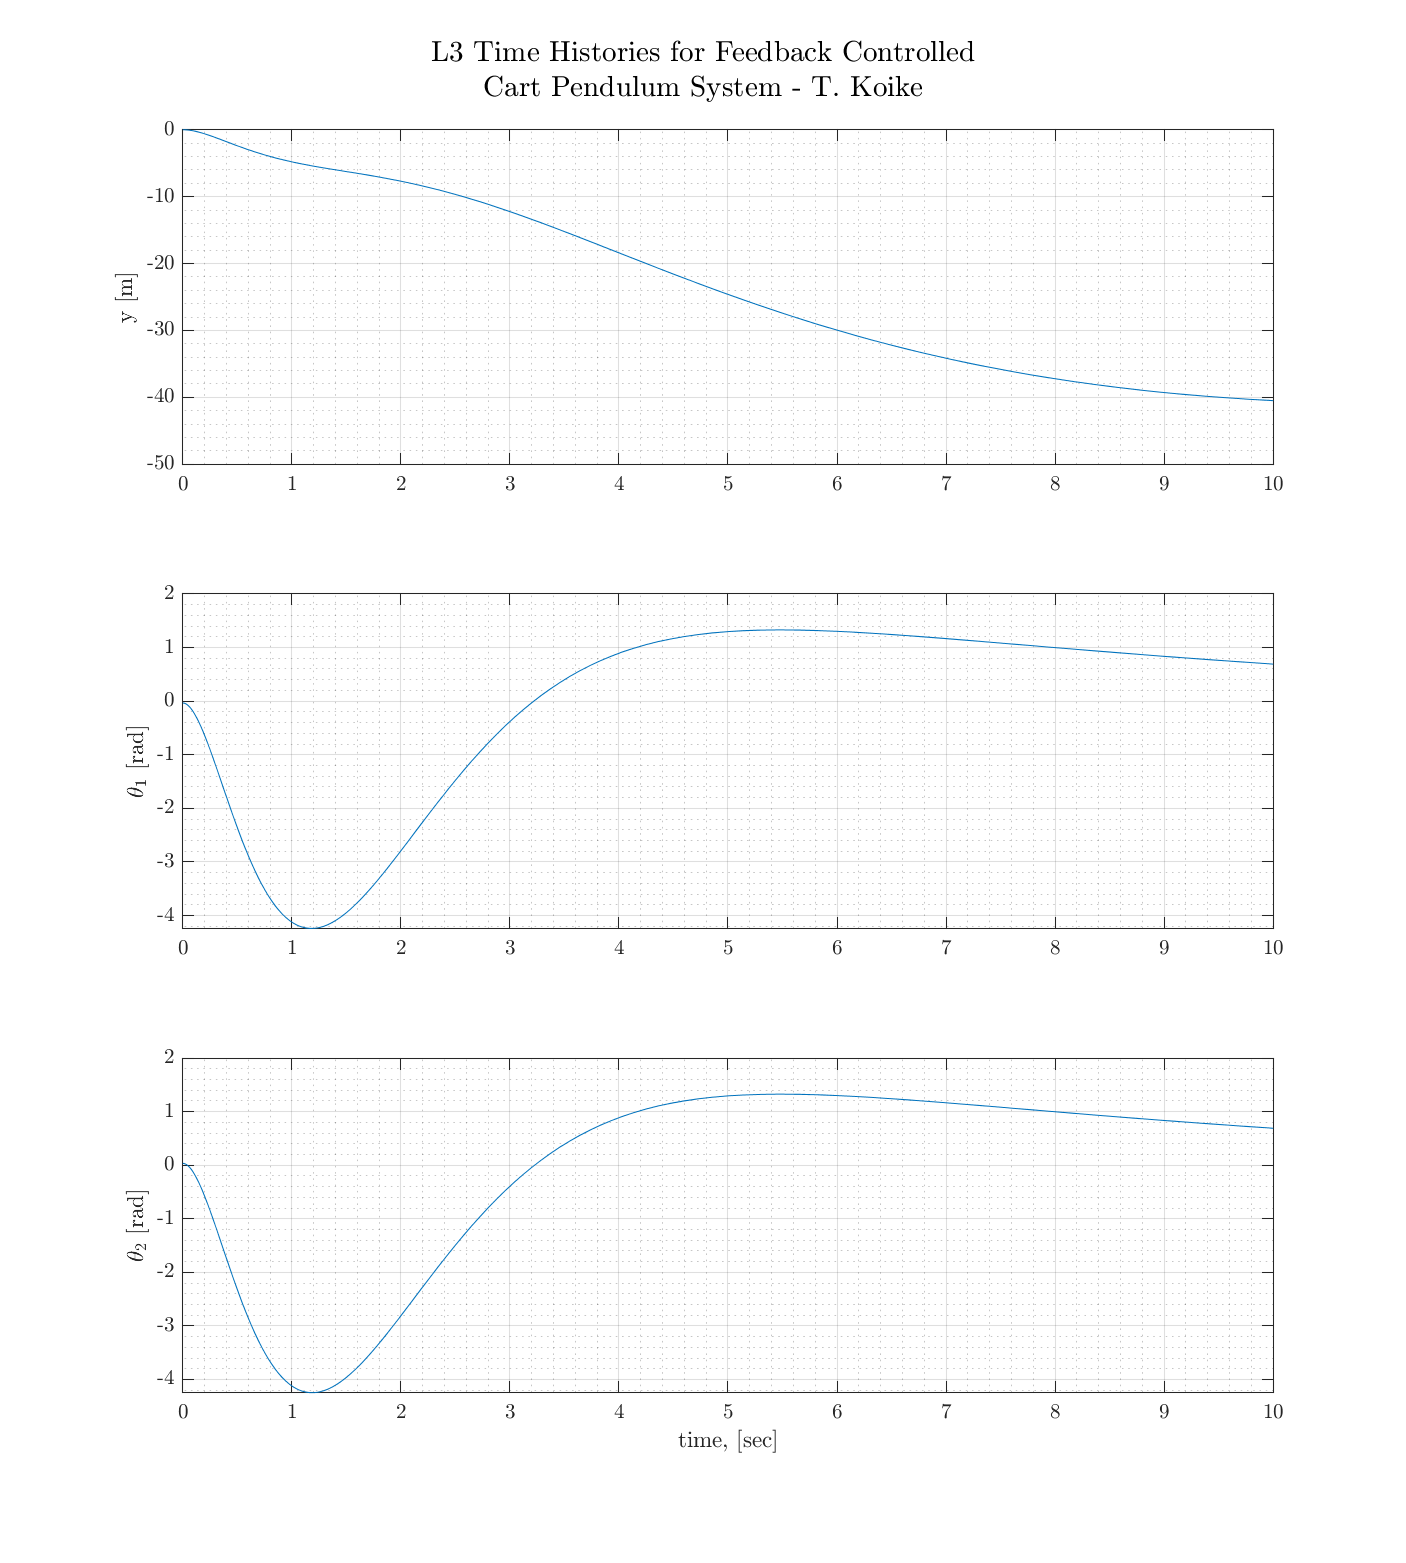 L3 Time Histories for Feedback Controlled
Cart Pendulum System - T. Koike
0
-10
-20
-30
-40
-50
y [m]
0 1 2 3 4 5 6 7 8 9 10
2
1
0
-1
-2
-3
-4
θ₁ [rad]
0 1 2 3 4 5 6 7 8 9 10
2
1
0
-1
-2
-3
-4
θ₂ [rad]
0 1 2 3 4 5 6 7 8 9 10
time, [sec]